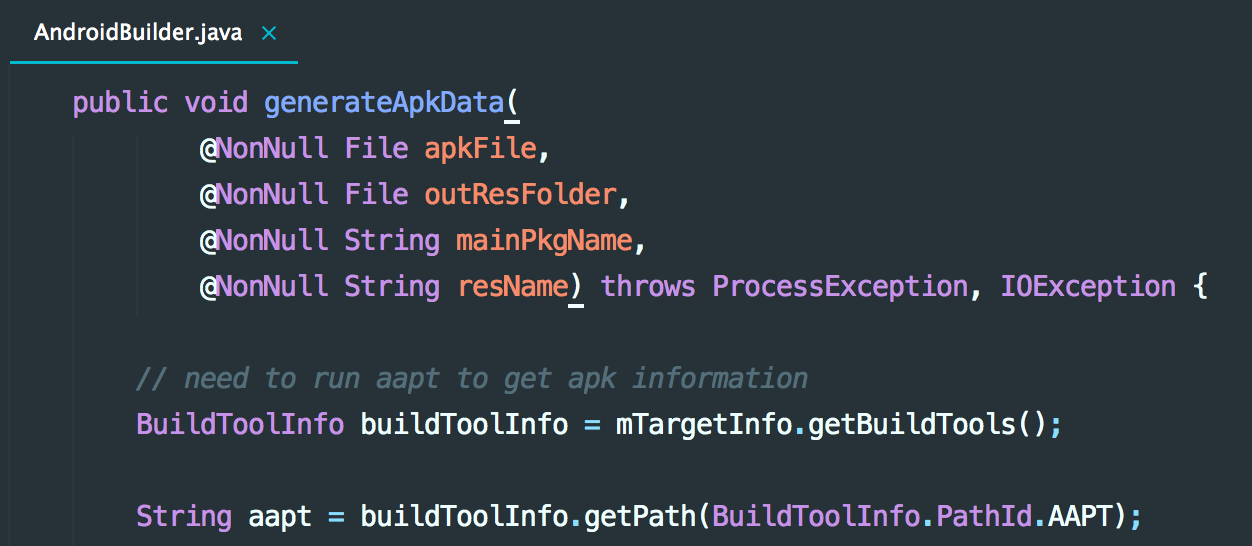 AndroidBuilder.java ×
public void generateApkData(
@NonNull File apkFile,
@NonNull File outResFolder,
@NonNull String mainPkgName,
@NonNull String resName) throws ProcessException, IOException {
// need to run aapt to get apk information
BuildToolInfo buildToolInfo = mTargetInfo.getBuildTools();
String aapt = buildToolInfo.getPath(BuildToolInfo.PathId.AAPT);